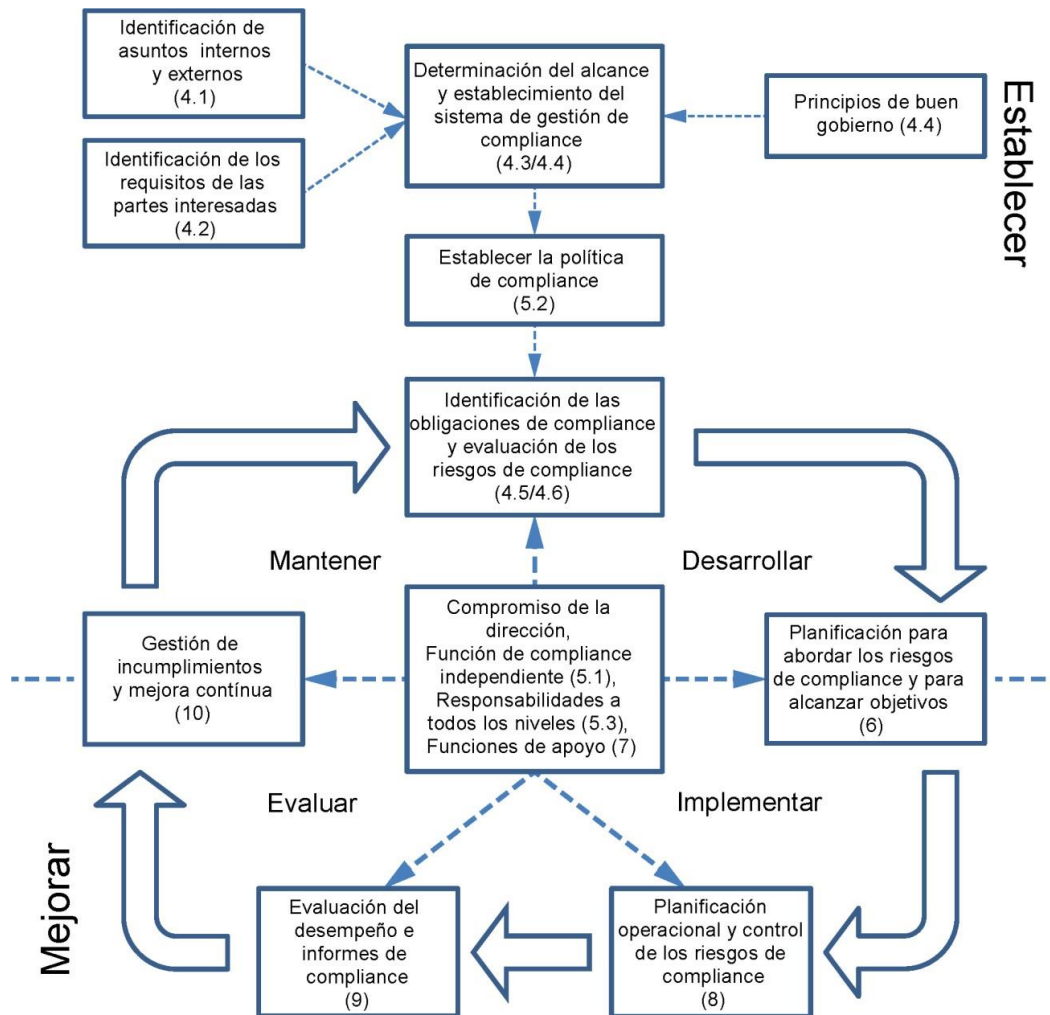 Identificación de
asuntos internos
y externos
(4.1)
Identificación de los
requisitos de las
partes interesadas
(4.2)
Determinación del alcance
y establecimiento del
sistema de gestión de
compliance
(4.3/4.4)
Principios de buen
gobierno (4.4)
Establecer
Establecer la política
de compliance
(5.2)
Identificación de las
obligaciones de compliance
y evaluación de los
riesgos de compliance
(4.5/4.6)
Mantener
Desarrollar
Gestión de
incumplimientos
y mejora contínua
(10)
Compromiso de la
dirección,
Función de compliance
independiente (5.1),
Responsabilidades a
todos los niveles (5.3),
Funciones de apoyo (7)
Planificación para
abordar los riesgos
de compliance y para
alcanzar objetivos
(6)
Evaluar
Implementar
Mejorar
Evaluación del
desempeño e
informes de
compliance
(9)
Planificación
operacional y control
de los riesgos de
compliance
(8)